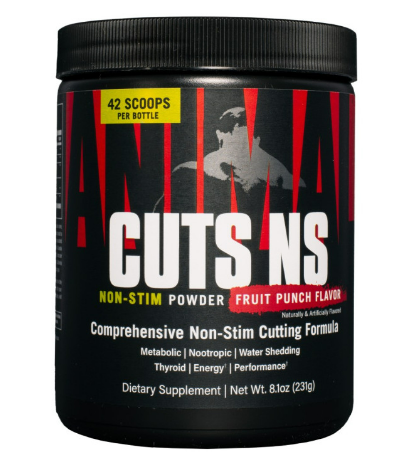 42 SCOOPS
PER BOTTLE
ANIMAL
CUTS NS
NON-STIM POWDER FRUIT PUNCH FLAVOR
Naturally & Artificially Flavored
Comprehensive Non-Stim Cutting Formula
Metabolic | Nootropic | Water Shedding
Thyroid | Energy† | Performance†
Dietary Supplement | Net Wt. 8.1oz (231g)